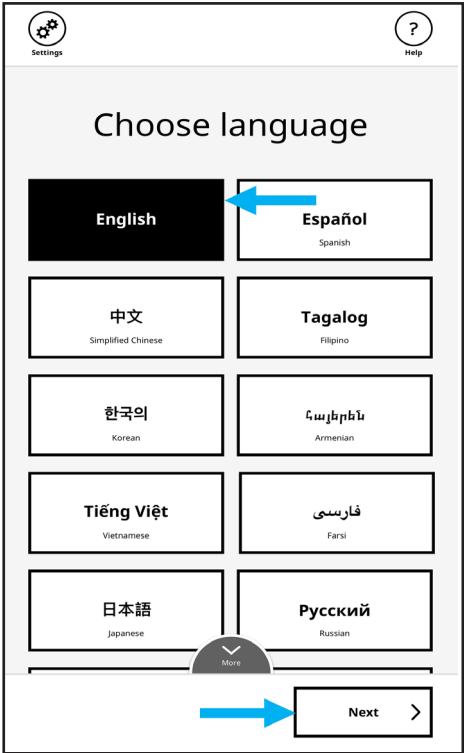 Settings
?
Help
Choose language
English
Español
Spanish
中文
Simplified Chinese
Tagalog
Filipino
한국의
Korean
Հայերեն
Armenian
Tiếng Việt
Vietnamese
فارسی
Farsi
日本語
Japanese
Русский
Russian
More
Next